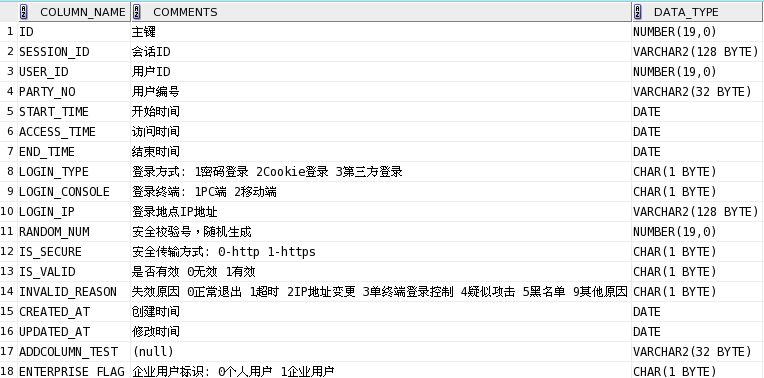 COLUMN_NAME COMMENTS DATA_TYPE
1 ID 主键 NUMBER(19,0)
2 SESSION_ID 会话ID VARCHAR2(128 BYTE)
3 USER_ID 用户ID NUMBER(19,0)
4 PARTY_NO 用户编号 VARCHAR2(32 BYTE)
5 START_TIME 开始时间 DATE
6 ACCESS_TIME 访问时间 DATE
7 END_TIME 结束时间 DATE
8 LOGIN_TYPE 登录方式: 1密码登录 2Cookie登录 3第三方登录 CHAR(1 BYTE)
9 LOGIN_CONSOLE 登录终端: 1PC端 2移动端 CHAR(1 BYTE)
10 LOGIN_IP 登录地点IP地址 VARCHAR2(128 BYTE)
11 RANDOM_NUM 安全校验号，随机生成 NUMBER(19,0)
12 IS_SECURE 安全传输方式: 0-http 1-https CHAR(1 BYTE)
13 IS_VALID 是否有效 0无效 1有效 CHAR(1 BYTE)
14 INVALID_REASON 失效原因 0正常退出 1超时 2IP地址变更 3单终端登录控制 4疑似攻击 5黑名单 9其他原因 CHAR(1 BYTE)
15 CREATED_AT 创建时间 DATE
16 UPDATED_AT 修改时间 DATE
17 ADDCOLUMN_TEST (null) VARCHAR2(32 BYTE)
18 ENTERPRISE_FLAG 企业用户标识: 0个人用户 1企业用户 CHAR(1 BYTE)